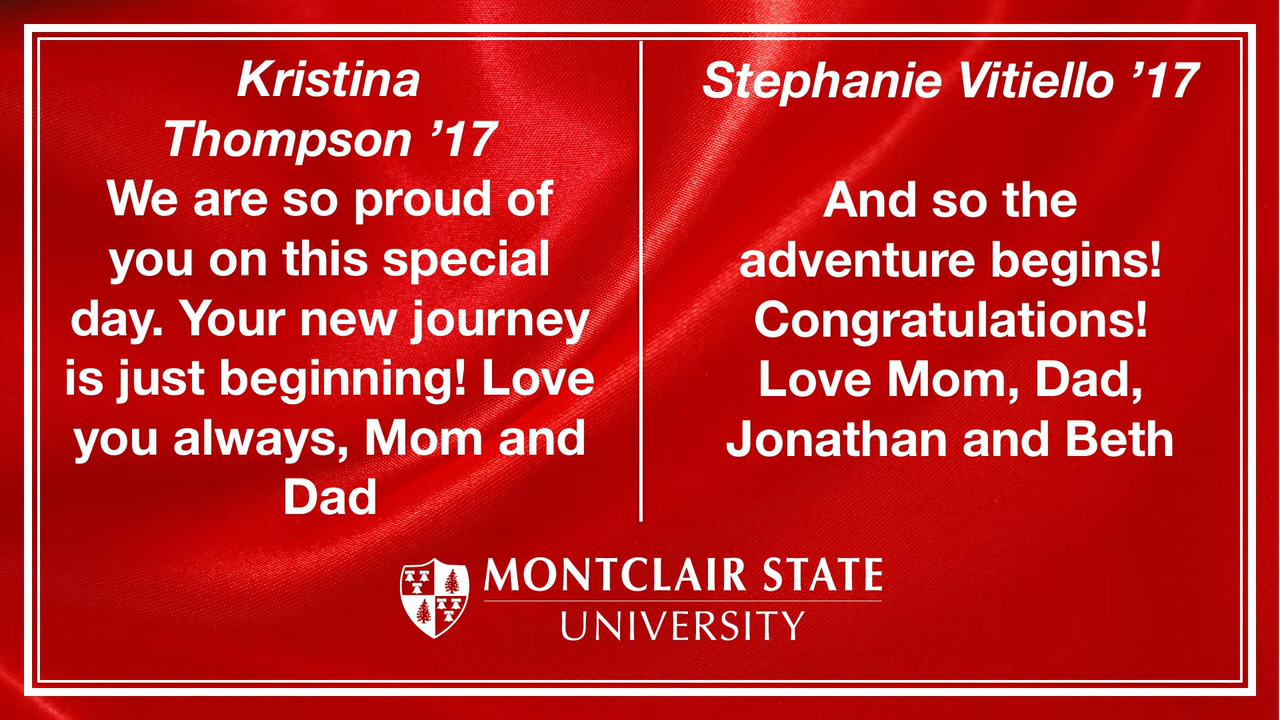 Kristina
Thompson ’17
We are so proud of
you on this special
day. Your new journey
is just beginning! Love
you always, Mom and
Dad
Stephanie Vitiello ’17
And so the
adventure begins!
Congratulations!
Love Mom, Dad,
Jonathan and Beth
MONTCLAIR STATE
UNIVERSITY